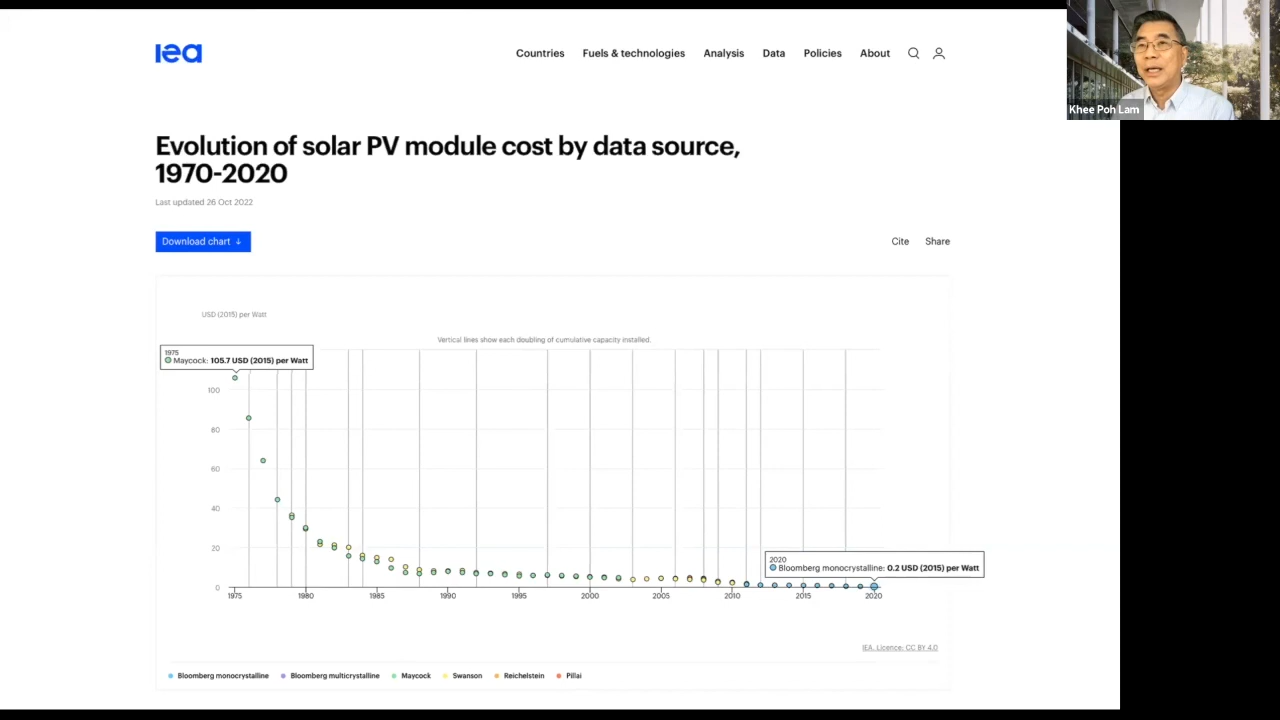 iea
Countries Fuels & technologies Analysis Data Policies About
Khee Poh Lam
Evolution of solar PV module cost by data source,
1970-2020
Last updated 26 Oct 2022
Download chart ↓
Cite Share
USD (2015) per Watt
Vertical lines show each doubling of cumulative capacity installed.
1975
Maycock: 105.7 USD (2015) per Watt
100
80
60
40
20
0
2020
Bloomberg monocrystalline: 0.2 USD (2015) per Watt
1975 1980 1985 1990 1995 2000 2005 2010 2015 2020
IEA. Licence: CC BY 4.0
Bloomberg monocrystalline Bloomberg multicrystalline Maycock Swanson Reichelstein Pillai